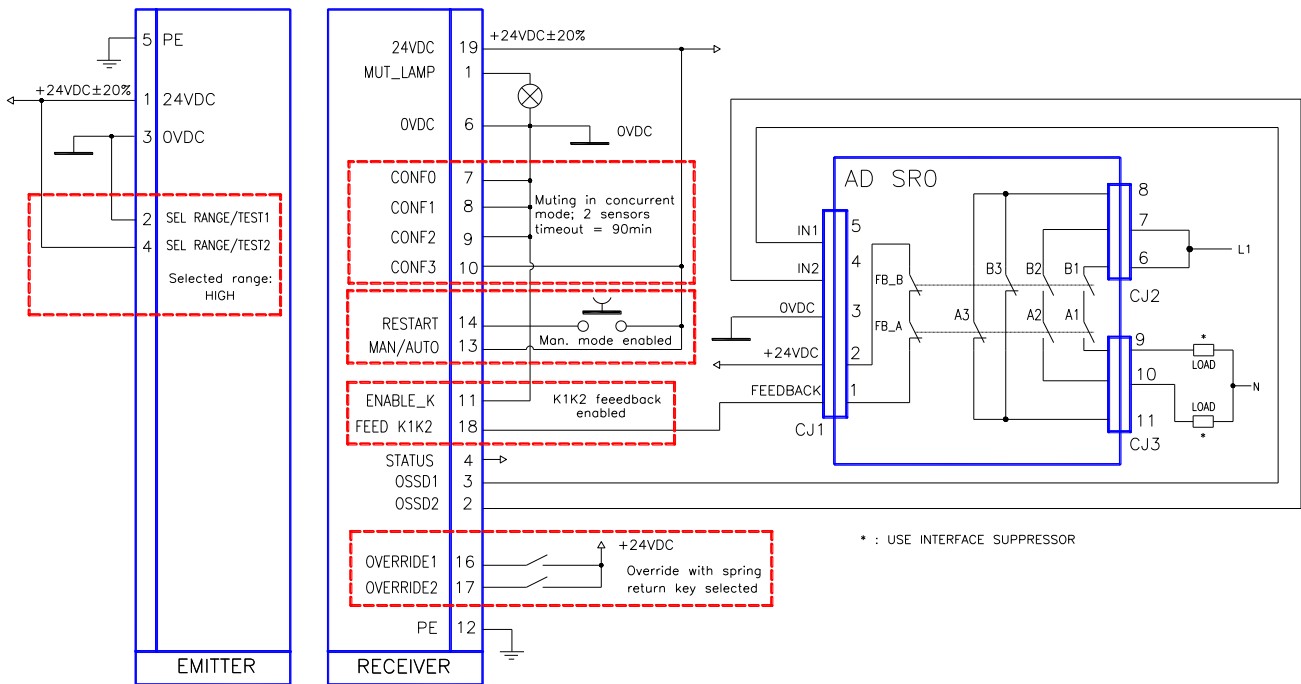 5 PE
+24VDC±20%
1 24VDC
3 0VDC
2 SEL RANGE/TEST1
4 SEL RANGE/TEST2
Selected range:
HIGH
EMITTER
24VDC 19 +24VDC±20%
MUT_LAMP 1
0VDC 6 0VDC
CONF0 7
CONF1 8
CONF2 9
CONF3 10
Muting in concurrent
mode; 2 sensors
timeout = 90min
RESTART 14
MAN/AUTO 13
Man. mode enabled
ENABLE_K 11
FEED K1K2 18
K1K2 feeedback
enabled
STATUS 4
OSSD1 3
OSSD2 2
OVERRIDE1 16
OVERRIDE2 17
+24VDC
Override with spring
return key selected
PE 12
RECEIVER
AD SR0
IN1 5
IN2 4
0VDC 3
+24VDC 2
FEEDBACK 1
CJ1
FB_B
FB_A
B3 B2 B1
A3 A2 A1
8
7
6
CJ2
L1
9
10
11
CJ3
*
LOAD
N
LOAD
*
* : USE INTERFACE SUPPRESSOR